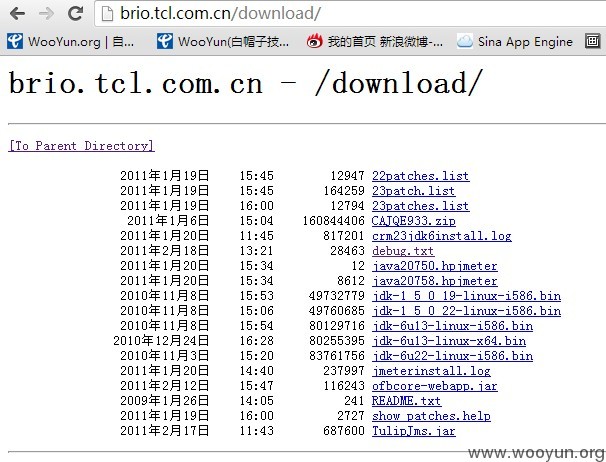 brio.tcl.com.cn/download/
WooYun.org | 自... WooYun(白帽子技... 我的首页 新浪微博-... Sina App Engine
brio.tcl.com.cn - /download/
[To Parent Directory]
2011年1月19日 15:45 12947 22patches.list
2011年1月19日 15:45 164259 23patch.list
2011年1月19日 16:00 12794 23patches.list
2011年1月6日 15:04 160844406 CAJQE933.zip
2011年1月20日 11:45 817201 crm23jdk6install.log
2011年2月18日 13:21 28463 debug.txt
2011年1月20日 15:34 12 java20750.hpjmeter
2011年1月20日 15:34 8612 java20758.hpjmeter
2010年11月8日 15:53 49732779 jdk-1_5_0_19-linux-i586.bin
2010年11月8日 15:06 49760685 jdk-1_5_0_22-linux-i586.bin
2010年11月8日 15:54 80129716 jdk-6u13-linux-i586.bin
2010年12月24日 16:28 80255395 jdk-6u13-linux-x64.bin
2010年11月3日 15:20 83761756 jdk-6u22-linux-i586.bin
2011年1月20日 14:40 237997 jmeterinstall.log
2011年2月12日 15:47 116243 ofbcore-webapp.jar
2009年1月26日 14:05 241 README.txt
2011年1月19日 16:00 2727 show_patches.help
2011年2月17日 11:43 687600 TulipJms.jar
www.wooyun.org